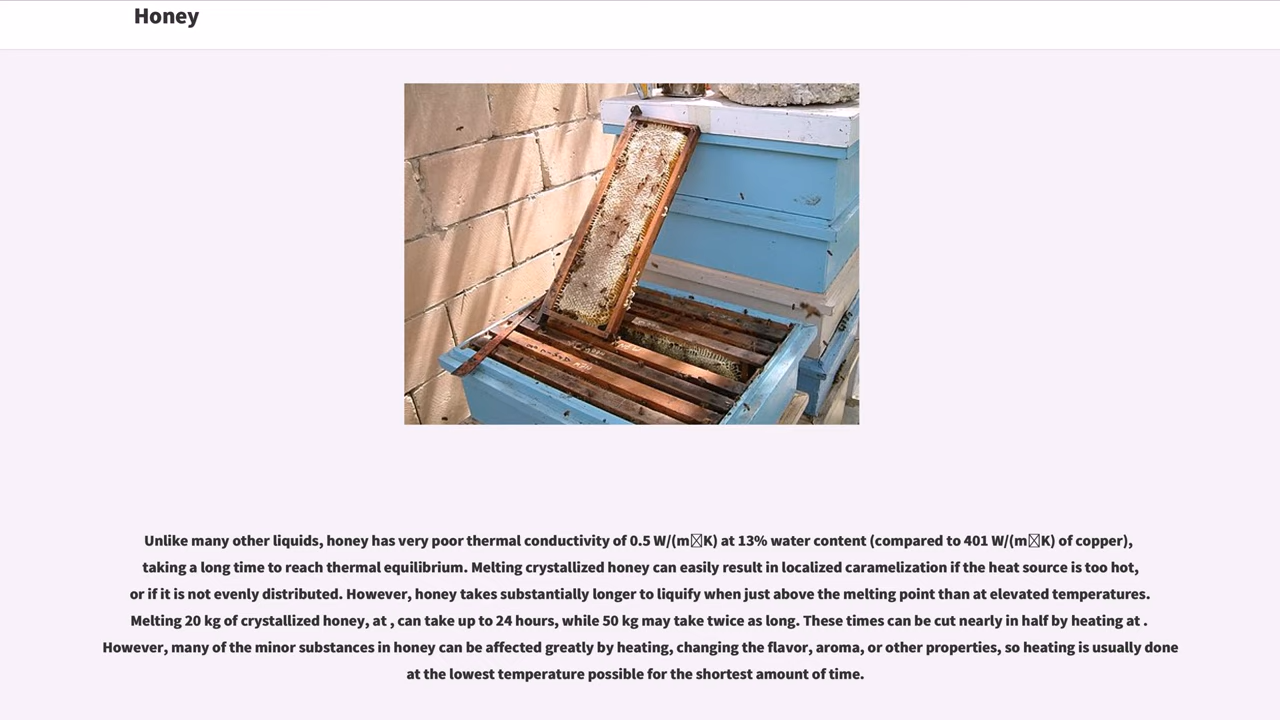 Honey
Unlike many other liquids, honey has very poor thermal conductivity of 0.5 W/(m□K) at 13% water content (compared to 401 W/(m□K) of copper),
taking a long time to reach thermal equilibrium. Melting crystallized honey can easily result in localized caramelization if the heat source is too hot,
or if it is not evenly distributed. However, honey takes substantially longer to liquify when just above the melting point than at elevated temperatures.
Melting 20 kg of crystallized honey, at , can take up to 24 hours, while 50 kg may take twice as long. These times can be cut nearly in half by heating at .
However, many of the minor substances in honey can be affected greatly by heating, changing the flavor, aroma, or other properties, so heating is usually done
at the lowest temperature possible for the shortest amount of time.